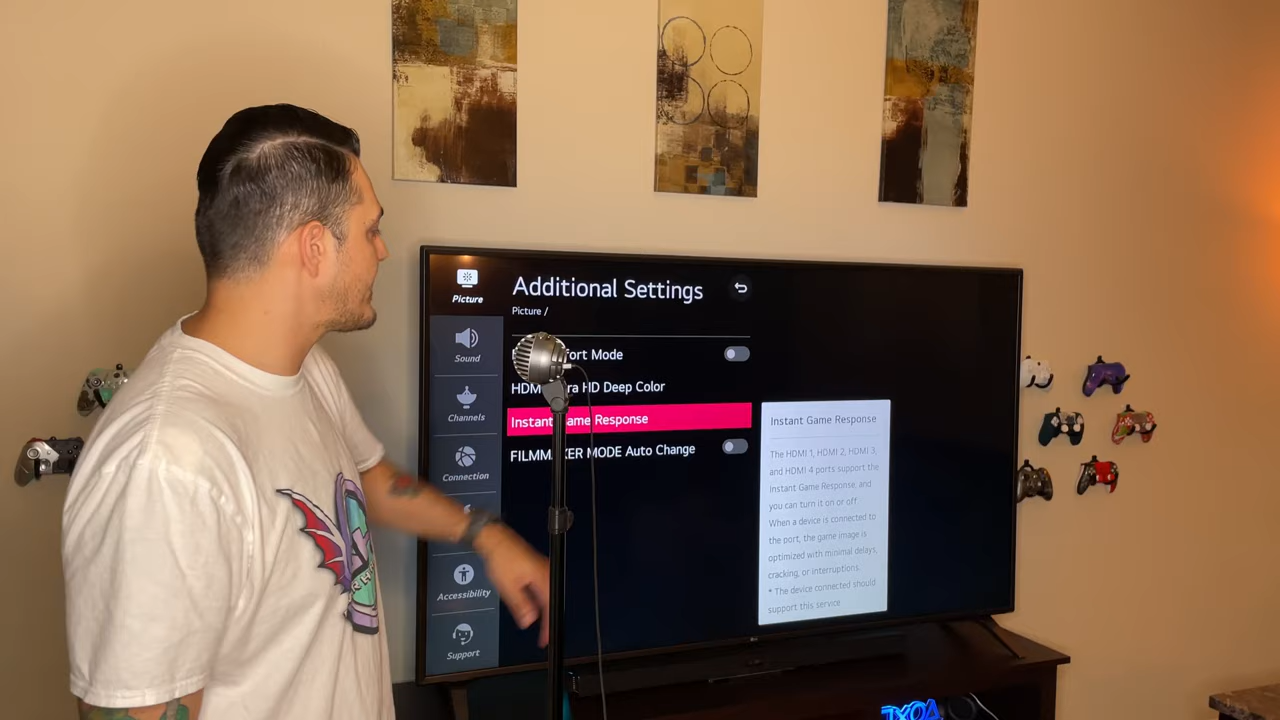 Picture
Sound
Channels
Connection
Accessibility
Support
Additional Settings
Picture /
fort Mode
HDM ra HD Deep Color
Instant Game Response
FILMMAKER MODE Auto Change
Instant Game Response
The HDMI 1, HDMI 2, HDMI 3,
and HDMI 4 ports support the
Instant Game Response, and
you can turn it on or off
When a device is connected to
the port, the game image is
optimized with minimal delays,
cracking, or interruptions.
* The device connected should
support this service
LG